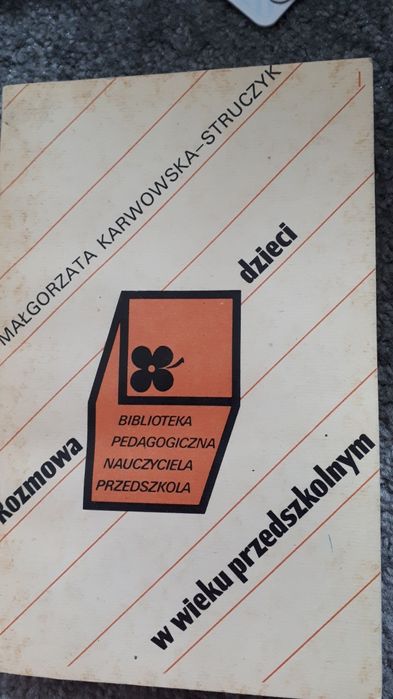 MAŁGORZATA KARWOWSKA-STRUCZYK
Rozmowa
dzieci
w wieku przedszkolnym
BIBLIOTEKA
PEDAGOGICZNA
NAUCZYCIELA
PRZEDSZKOLA